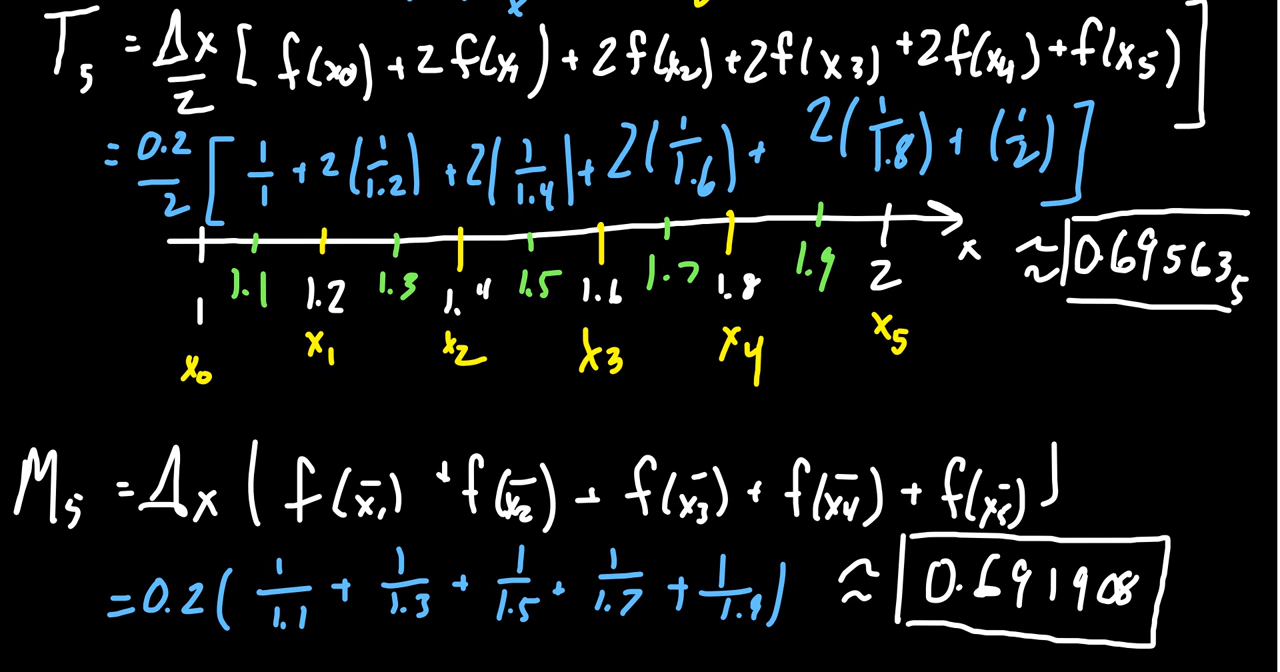 T₅ = Δx/2 [ f(x₀) + 2f(x₁) + 2f(x₂) + 2f(x₃) + 2f(x₄) + f(x₅) ]
= 0.2/2 [ 1/1 + 2(1/1.2) + 2(1/1.4) + 2(1/1.6) + 2(1/1.8) + (1/2) ]
≈ 0.695635
1 1.1 1.2 1.3 1.4 1.5 1.6 1.7 1.8 1.9 2 x
x₀ x₁ x₂ x₃ x₄ x₅
M₅ = Δx ( f(x̄₁) + f(x̄₂) + f(x̄₃) + f(x̄₄) + f(x̄₅) )
= 0.2 ( 1/1.1 + 1/1.3 + 1/1.5 + 1/1.7 + 1/1.9 ) ≈ 0.691908